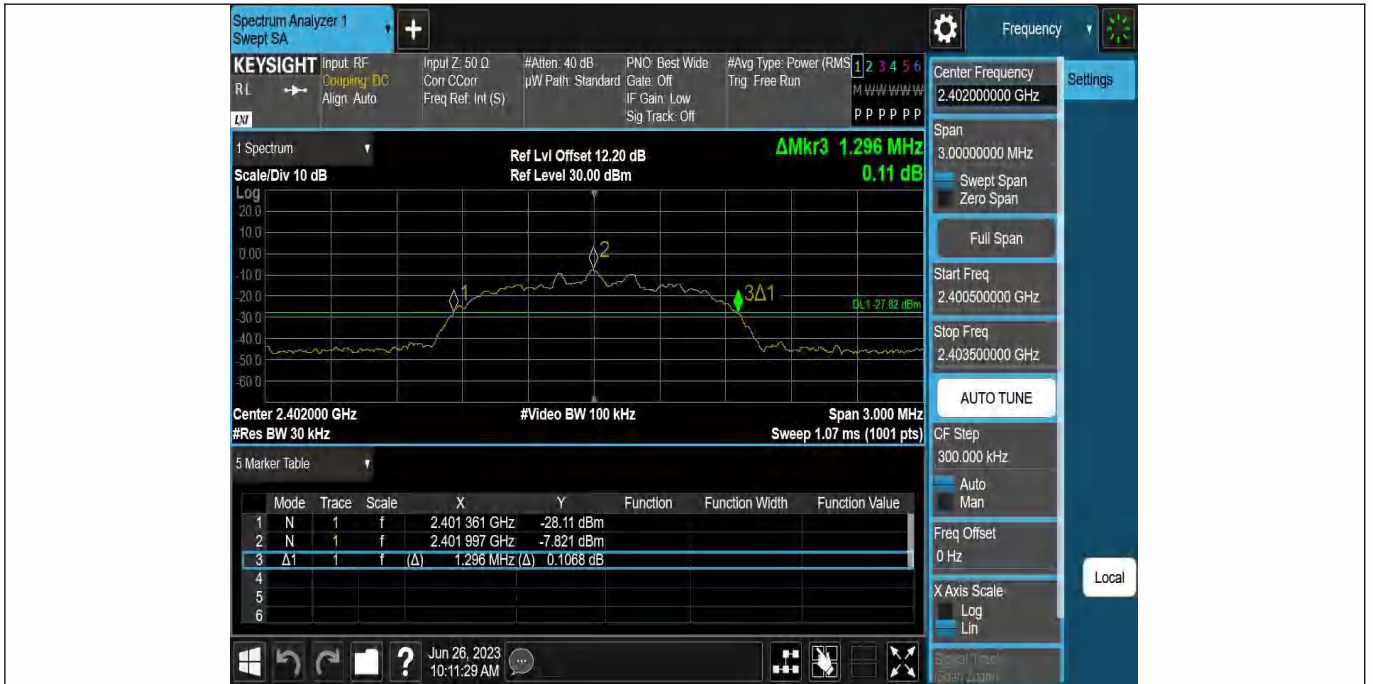 Spectrum Analyzer 1
Swept SA
+
Frequency
KEYSIGHT
Input: RF
Coupling: DC
Align: Auto
Input Z: 50 Ω
Corr CCorr
Freq Ref: Int (S)
#Atten: 40 dB
µW Path: Standard
PNO: Best Wide
Gate: Off
IF Gain: Low
Sig Track: Off
#Avg Type: Power (RMS
Trig: Free Run
1 2 3 4 5 6
M W W W W W
P P P P P P
R L
LXI
1 Spectrum
Scale/Div 10 dB
Ref Lvl Offset 12.20 dB
Ref Level 30.00 dBm
ΔMkr3 1.296 MHz
0.11 dB
Log
20.0
10.0
0.00
-10.0
-20.0
-30.0
-40.0
-50.0
-60.0
1
2
3Δ1
DL1 -27.82 dBm
Center 2.402000 GHz
#Res BW 30 kHz
#Video BW 100 kHz
Span 3.000 MHz
Sweep 1.07 ms (1001 pts)
5 Marker Table
Mode Trace Scale X Y Function Function Width Function Value
1 N 1 f 2.401 361 GHz -28.11 dBm
2 N 1 f 2.401 997 GHz -7.821 dBm
3 Δ1 1 f (Δ) 1.296 MHz (Δ) 0.1068 dB
4
5
6
?
Jun 26, 2023
10:11:29 AM
Center Frequency
2.402000000 GHz
Settings
Span
3.00000000 MHz
Swept Span
Zero Span
Full Span
Start Freq
2.400500000 GHz
Stop Freq
2.403500000 GHz
AUTO TUNE
CF Step
300.000 kHz
Auto
Man
Freq Offset
0 Hz
X Axis Scale
Log
Lin
Local
Signal Track
(Span Zoom)